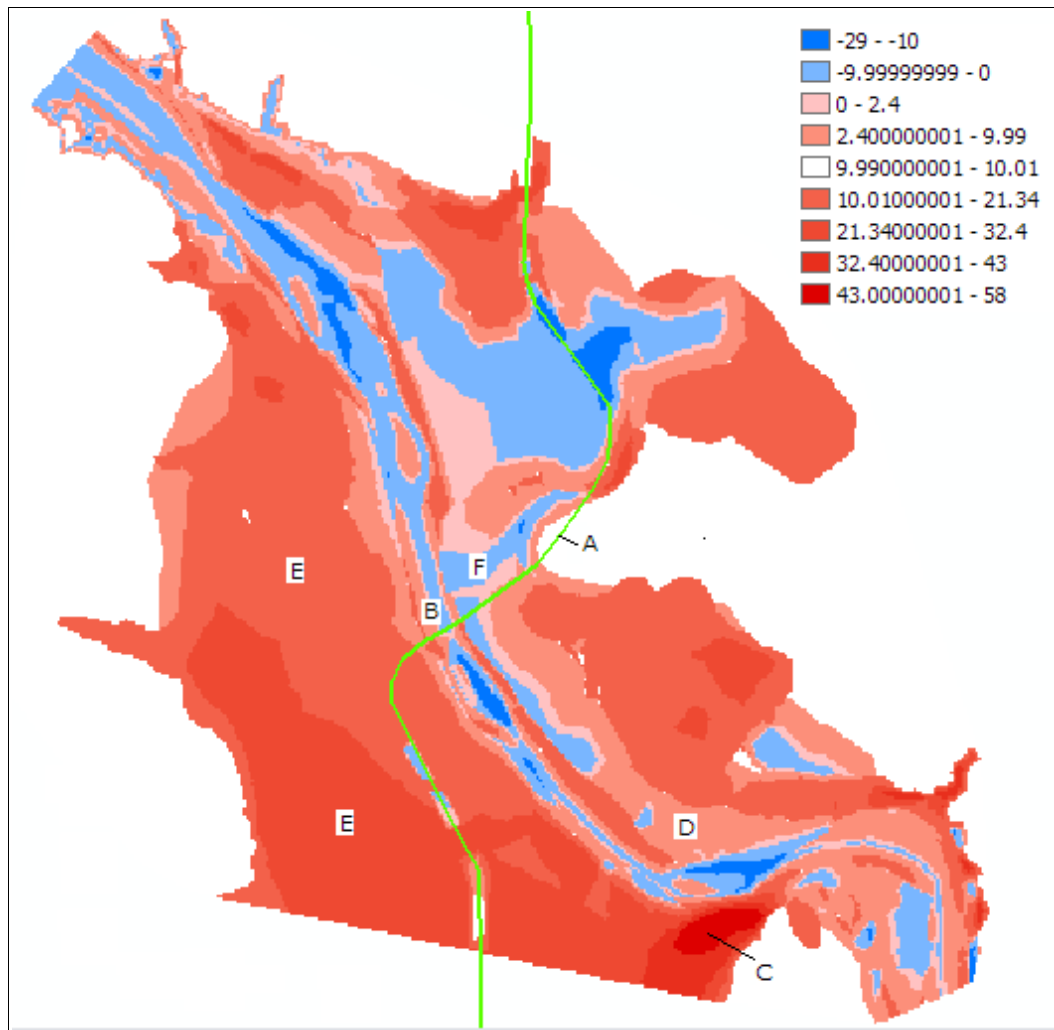 -29 - -10
-9.99999999 - 0
0 - 2.4
2.400000001 - 9.99
9.990000001 - 10.01
10.01000001 - 21.34
21.34000001 - 32.4
32.40000001 - 43
43.00000001 - 58
A
E
F
B
E
D
C